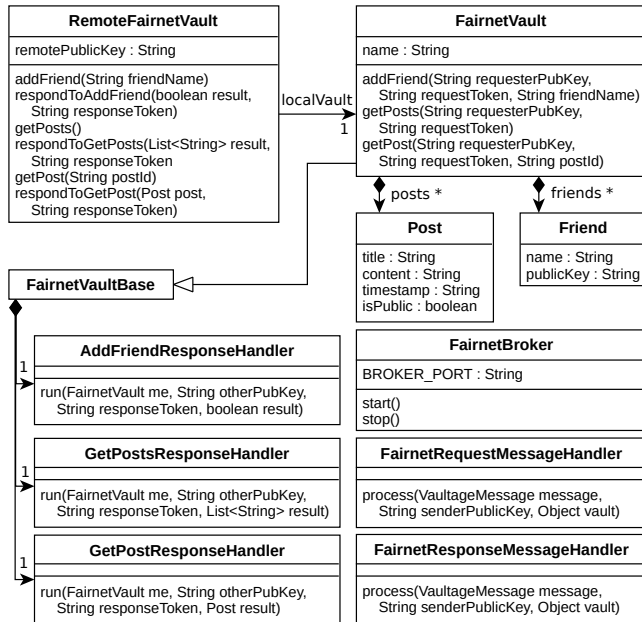 RemoteFairnetVault
remotePublicKey : String
addFriend(String friendName)
respondToAddFriend(boolean result,
String responseToken)
getPosts()
respondToGetPosts(List<String> result,
String responseToken
getPost(String postId)
respondToGetPost(Post post,
String responseToken)
localVault
1
FairnetVault
name : String
addFriend(String requesterPubKey,
String requestToken, String friendName)
getPosts(String requesterPubKey,
String requestToken)
getPost(String requesterPubKey,
String requestToken, String postId)
posts *
friends *
Post
title : String
content : String
timestamp : String
isPublic : boolean
Friend
name : String
publicKey : String
FairnetVaultBase
1
AddFriendResponseHandler
run(FairnetVault me, String otherPubKey,
String responseToken, boolean result)
1
GetPostsResponseHandler
run(FairnetVault me, String otherPubKey,
String responseToken, List<String> result)
1
GetPostResponseHandler
run(FairnetVault me, String otherPubKey,
String responseToken, Post result)
FairnetBroker
BROKER_PORT : String
start()
stop()
FairnetRequestMessageHandler
process(VaultageMessage message,
String senderPublicKey, Object vault)
FairnetResponseMessageHandler
process(VaultageMessage message,
String senderPublicKey, Object vault)